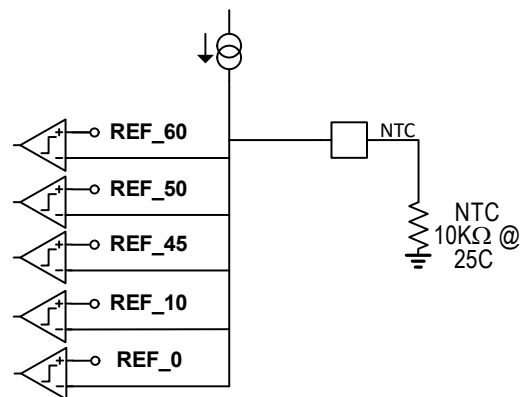 REF_60
NTC
REF_50
NTC
REF_45
10KΩ @
25C
REF_10
REF_0